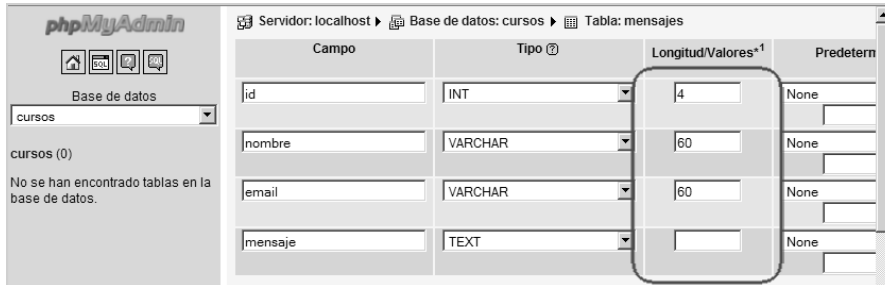 phpMyAdmin
SQL
Base de datos
cursos
cursos (0)
No se han encontrado tablas en la
base de datos.
Servidor: localhost ▶ Base de datos: cursos ▶ Tabla: mensajes
Campo Tipo Longitud/Valores*1 Predeterm
id INT 4 None
nombre VARCHAR 60 None
email VARCHAR 60 None
mensaje TEXT None